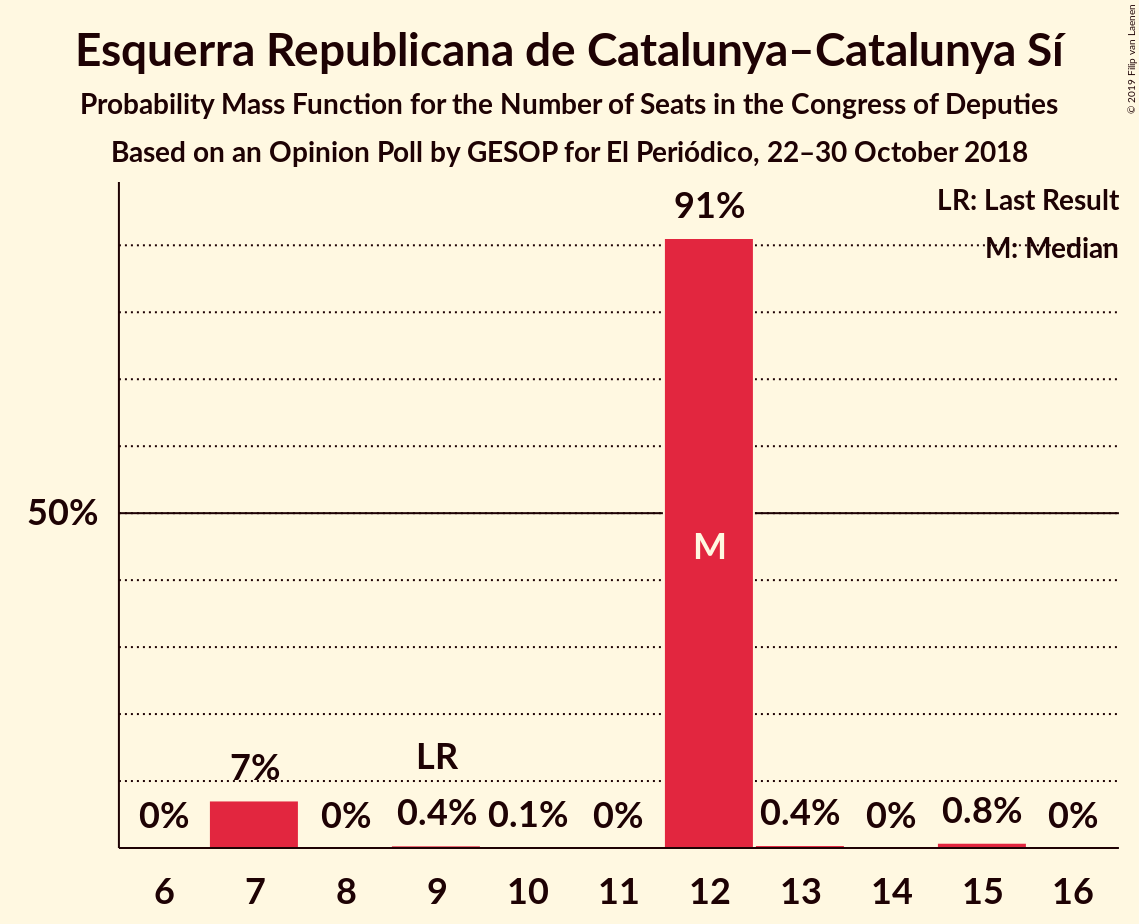 Esquerra Republicana de Catalunya–Catalunya Sí
Probability Mass Function for the Number of Seats in the Congress of Deputies
Based on an Opinion Poll by GESOP for El Periódico, 22–30 October 2018
© 2019 Filip van Laenen
LR: Last Result
M: Median
91%
50%
M
LR
7%
0% 0% 0.4% 0.1% 0% 0.4% 0% 0.8% 0%
6 7 8 9 10 11 12 13 14 15 16